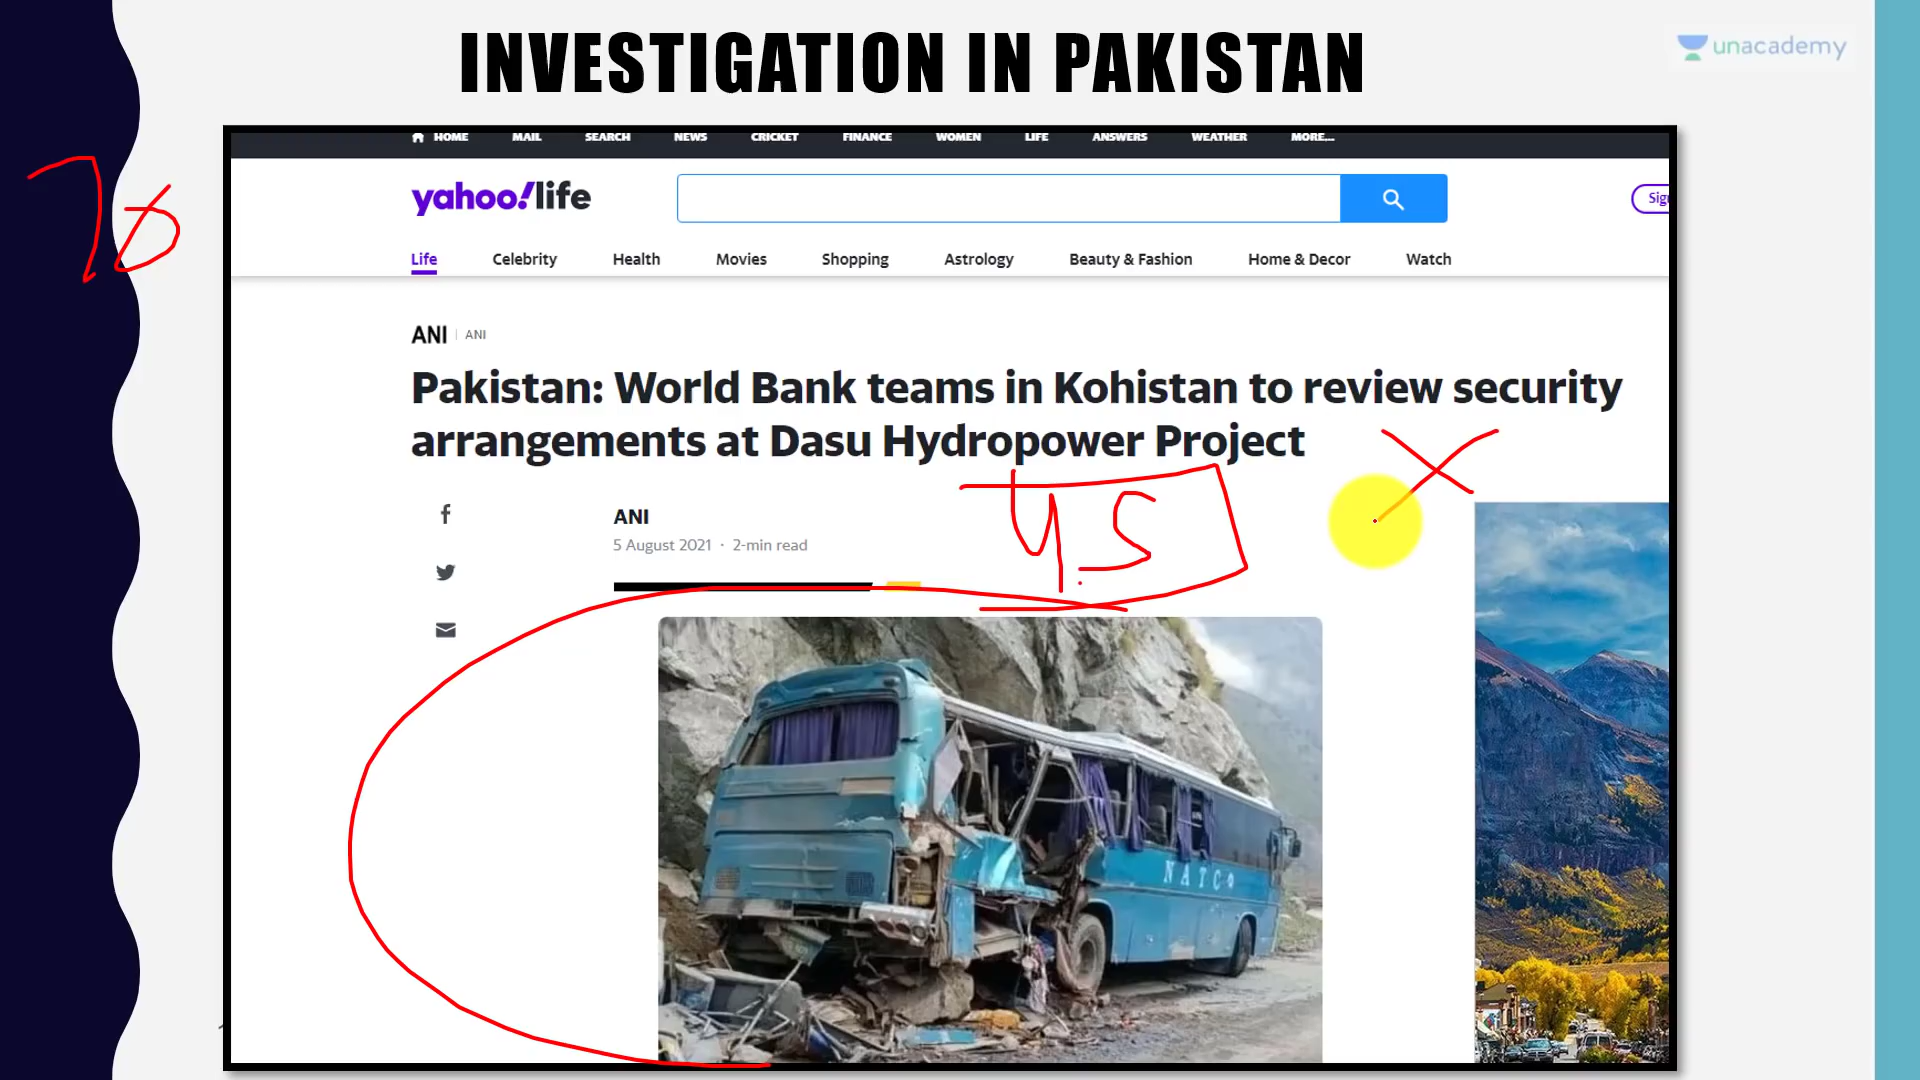 INVESTIGATION IN PAKISTAN
unacademy
HOME MAIL SEARCH NEWS CRICKET FINANCE WOMEN LIFE ANSWERS WEATHER MORE...
yahoo!life
Life Celebrity Health Movies Shopping Astrology Beauty & Fashion Home & Decor Watch
ANI | ANI
Pakistan: World Bank teams in Kohistan to review security
arrangements at Dasu Hydropower Project
ANI
5 August 2021 · 2-min read
NATCO